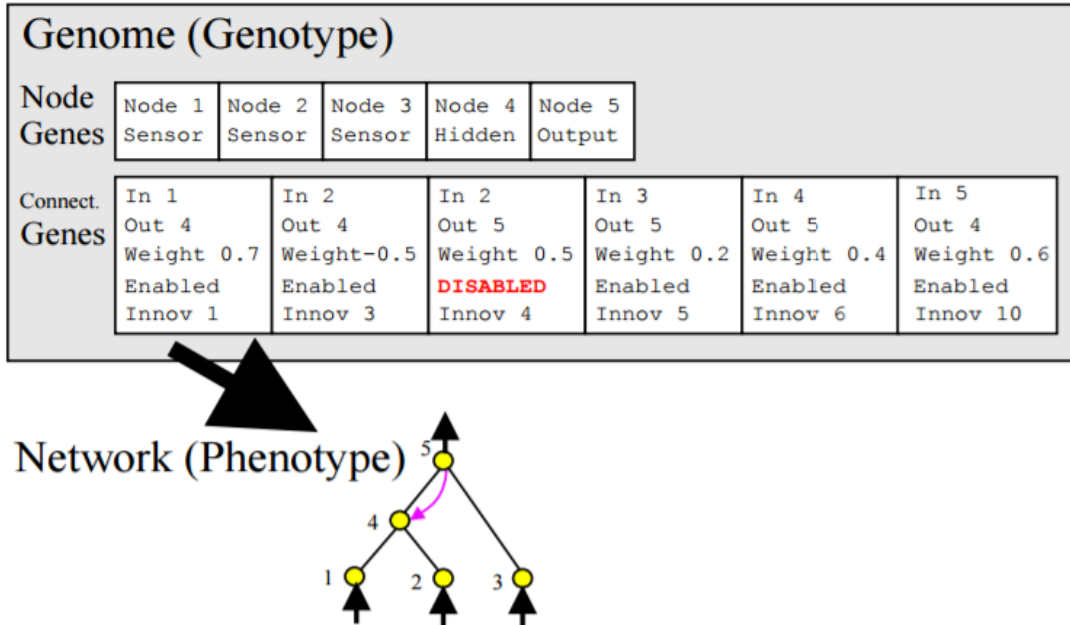 Genome (Genotype)
Node Genes
Node 1 Node 2 Node 3 Node 4 Node 5
Sensor Sensor Sensor Hidden Output
Connect. Genes
In 1 In 2 In 2 In 3 In 4 In 5
Out 4 Out 4 Out 5 Out 5 Out 5 Out 4
Weight 0.7 Weight-0.5 Weight 0.5 Weight 0.2 Weight 0.4 Weight 0.6
Enabled Enabled DISABLED Enabled Enabled Enabled
Innov 1 Innov 3 Innov 4 Innov 5 Innov 6 Innov 10
Network (Phenotype)
5
4
1 2 3